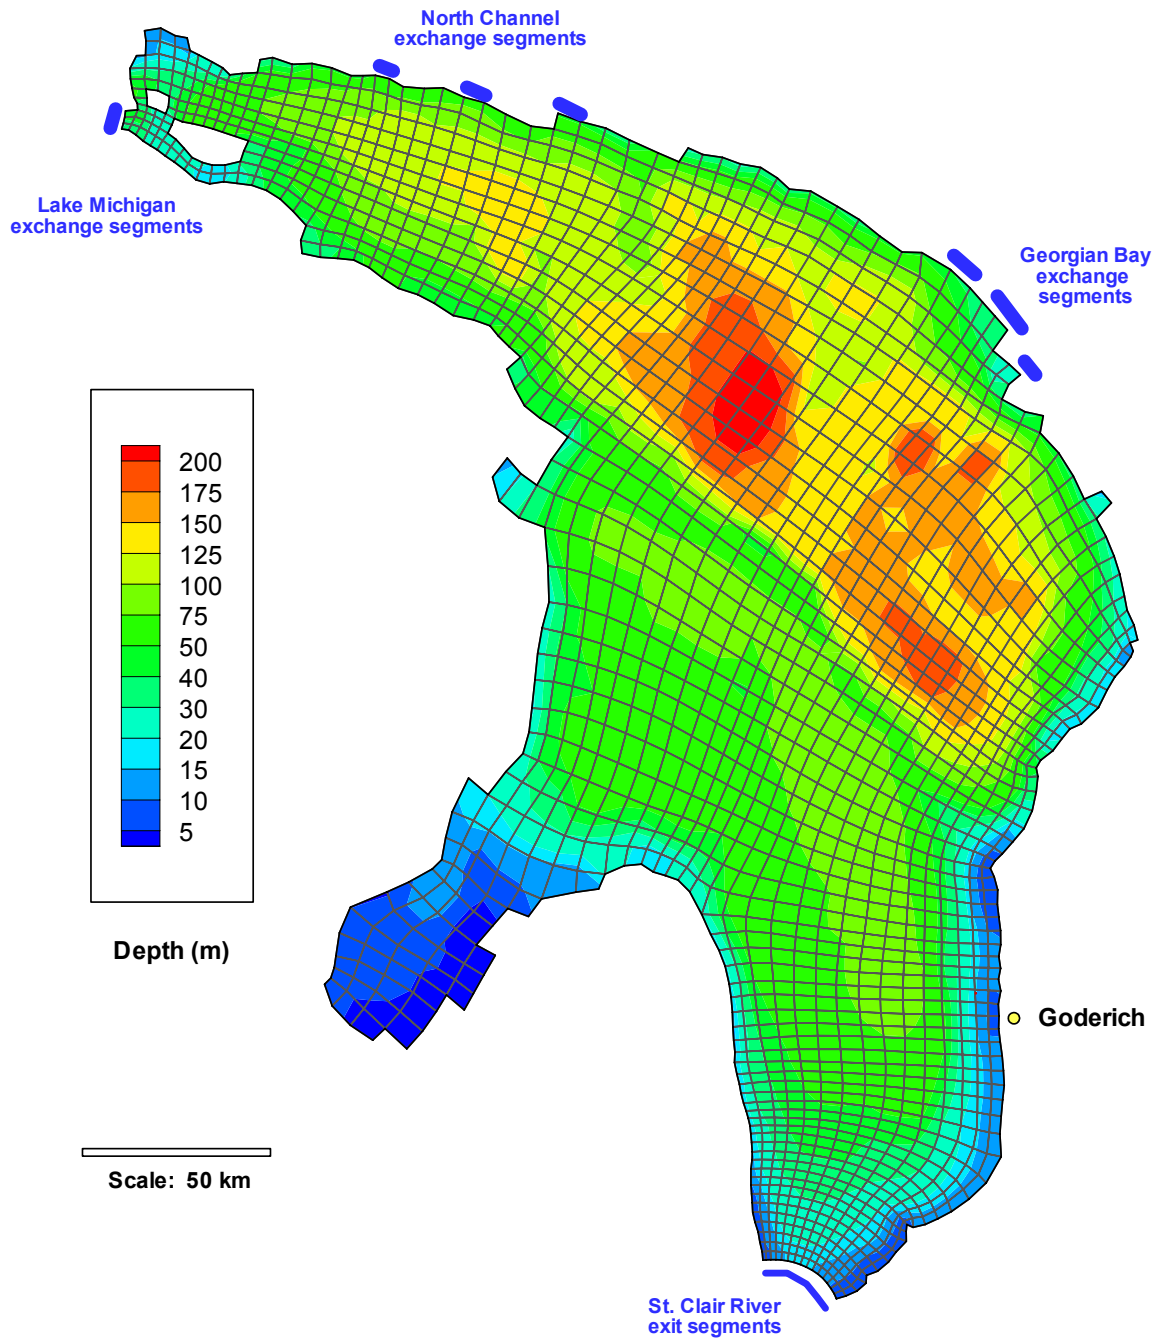 North Channel
exchange segments
Lake Michigan
exchange segments
Georgian Bay
exchange
segments
200
175
150
125
100
75
50
40
30
20
15
10
5
Depth (m)
Goderich
Scale: 50 km
St. Clair River
exit segments